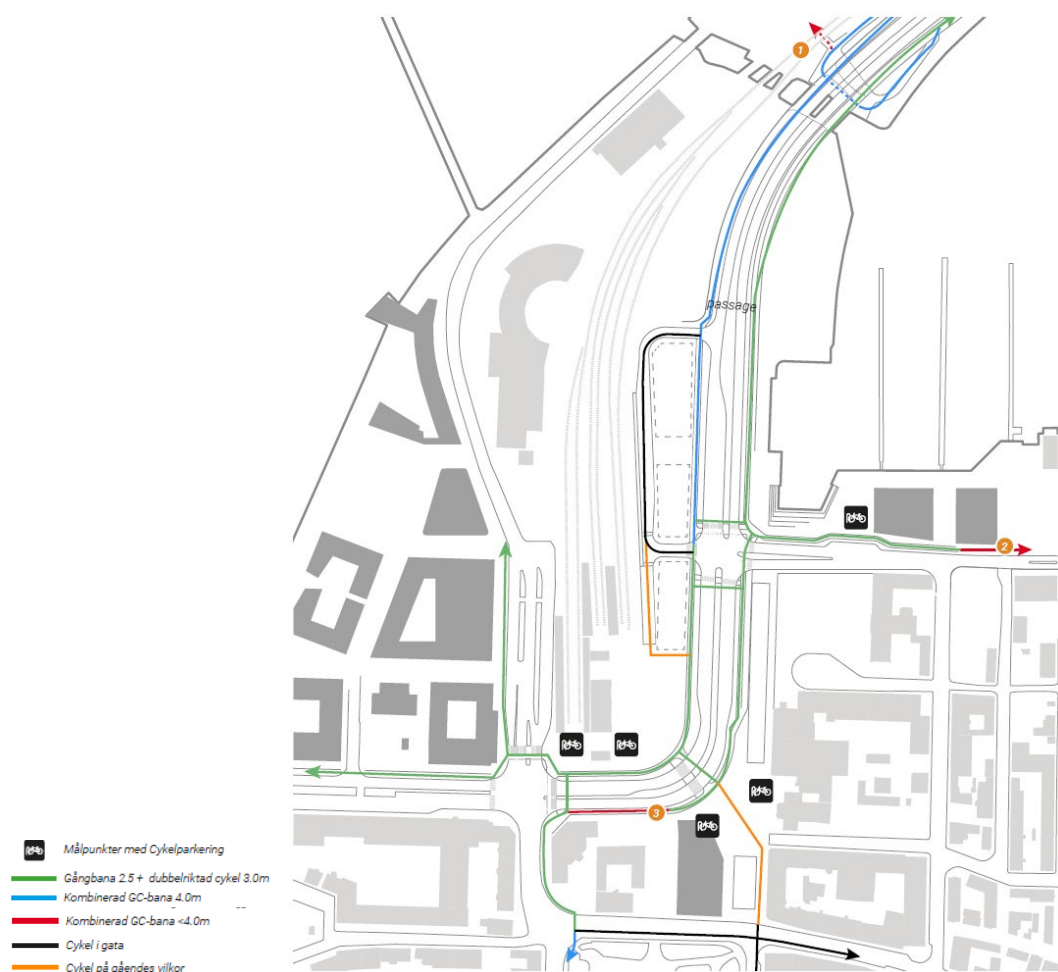 1
passage
2
3
Målpunkter med Cykelparkering
Gångbana 2.5 + dubbelriktad cykel 3.0m
Kombinerad GC-bana 4.0m
Kombinerad GC-bana <4.0m
Cykel i gata
Cykel på gåendes vilkor